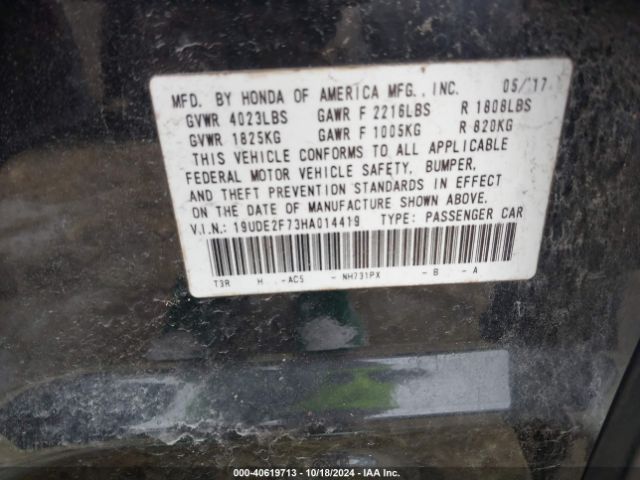 MFD. BY HONDA OF AMERICA MFG., INC. 05/17
GVWR 4023LBS GAWR F 2216LBS R 1808LBS
GVWR 1825KG GAWR F 1005KG R 820KG
THIS VEHICLE CONFORMS TO ALL APPLICABLE
FEDERAL MOTOR VEHICLE SAFETY, BUMPER,
AND THEFT PREVENTION STANDARDS IN EFFECT
ON THE DATE OF MANUFACTURE SHOWN ABOVE.
V.I.N.: 19UDE2F73HA014419 TYPE: PASSENGER CAR
T3R H -AC5 -NH731PX -B -A
000-40619713 - 10/18/2024 - IAA Inc.